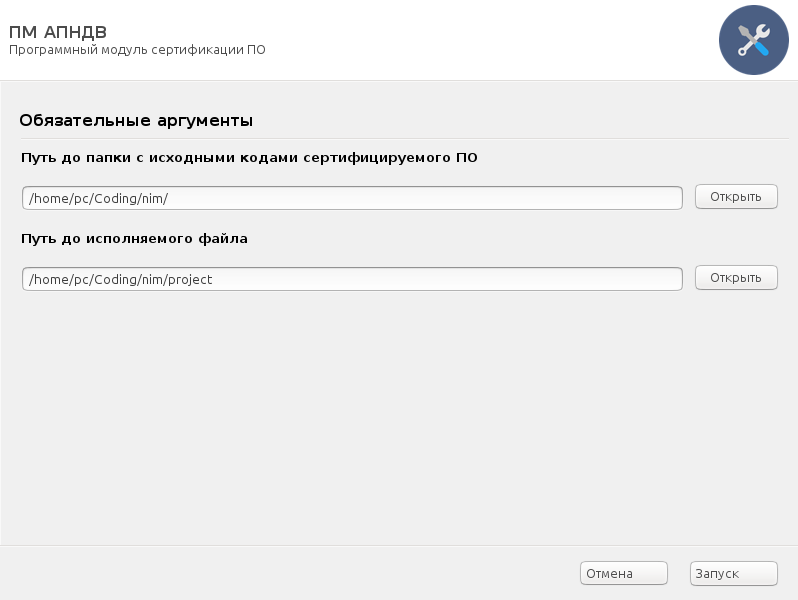 ПМ АПНДВ
Программный модуль сертификации ПО
Обязательные аргументы
Путь до папки с исходными кодами сертифицируемого ПО
/home/pc/Coding/nim/
Открыть
Путь до исполняемого файла
/home/pc/Coding/nim/project
Открыть
Отмена
Запуск